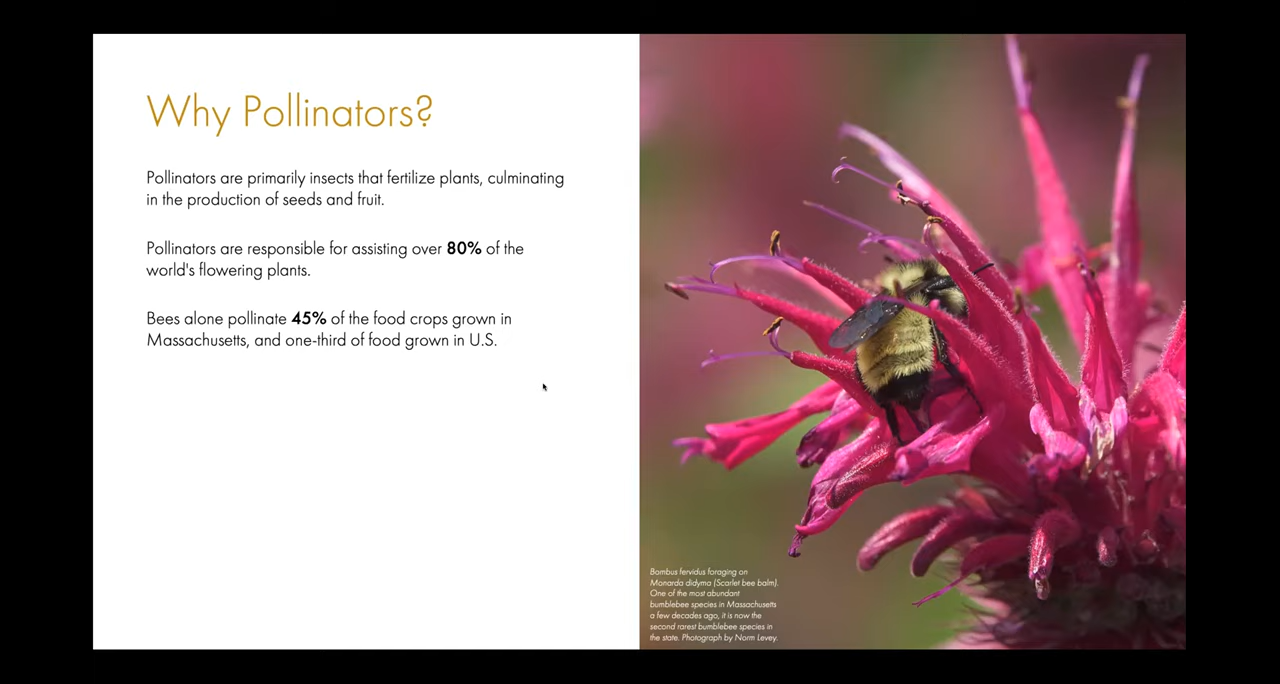 Why Pollinators?
Pollinators are primarily insects that fertilize plants, culminating
in the production of seeds and fruit.
Pollinators are responsible for assisting over 80% of the
world's flowering plants.
Bees alone pollinate 45% of the food crops grown in
Massachusetts, and one-third of food grown in U.S.
Bombus fervidus foraging on
Monarda didyma (Scarlet bee balm).
One of the most abundant
bumblebee species in Massachusetts
a few decades ago, it is now the
second rarest bumblebee species in
the state. Photograph by Norm Levey.